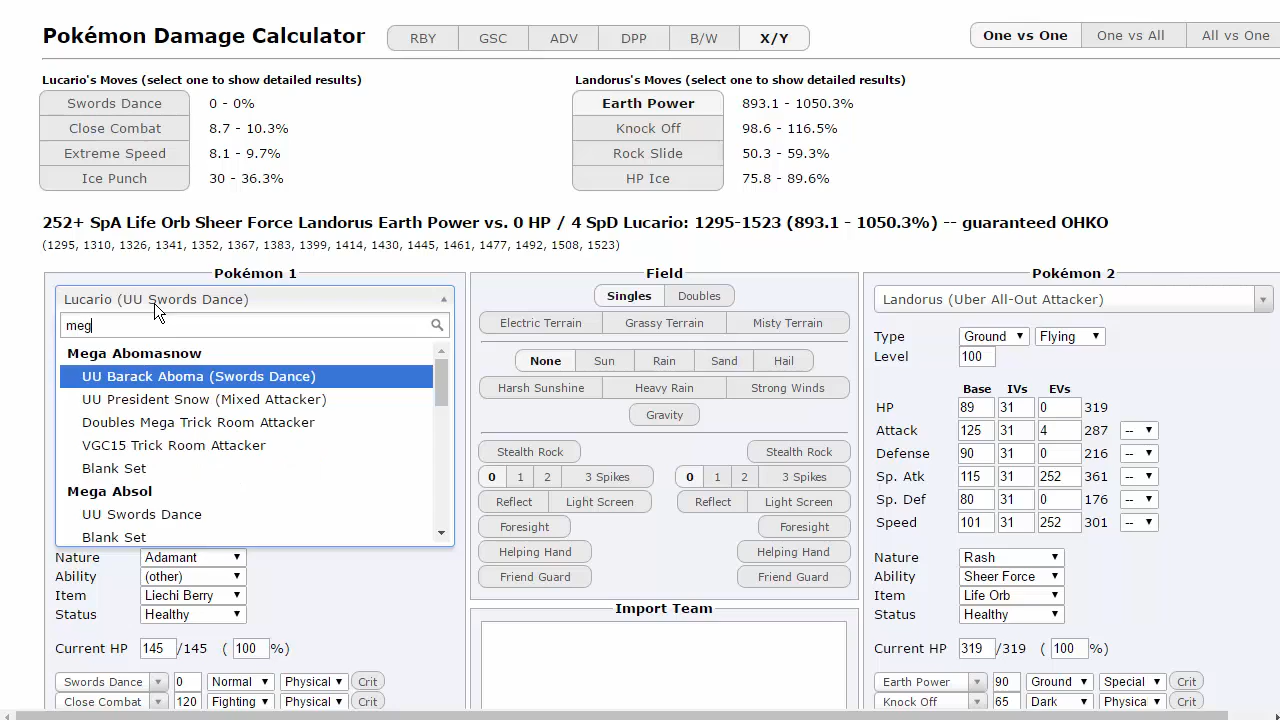 Pokémon Damage Calculator
RBY GSC ADV DPP B/W X/Y
One vs One One vs All All vs One
Lucario's Moves (select one to show detailed results)
Swords Dance 0 - 0%
Close Combat 8.7 - 10.3%
Extreme Speed 8.1 - 9.7%
Ice Punch 30 - 36.3%
Landorus's Moves (select one to show detailed results)
Earth Power 893.1 - 1050.3%
Knock Off 98.6 - 116.5%
Rock Slide 50.3 - 59.3%
HP Ice 75.8 - 89.6%
252+ SpA Life Orb Sheer Force Landorus Earth Power vs. 0 HP / 4 SpD Lucario: 1295-1523 (893.1 - 1050.3%) -- guaranteed OHKO
(1295, 1310, 1326, 1341, 1352, 1367, 1383, 1399, 1414, 1430, 1445, 1461, 1477, 1492, 1508, 1523)
Pokémon 1
Lucario (UU Swords Dance)
meg
Mega Abomasnow
UU Barack Aboma (Swords Dance)
UU President Snow (Mixed Attacker)
Doubles Mega Trick Room Attacker
VGC15 Trick Room Attacker
Blank Set
Mega Absol
UU Swords Dance
Blank Set
Nature Adamant
Ability (other)
Item Liechi Berry
Status Healthy
Current HP 145 /145 ( 100 %)
Swords Dance 0 Normal Physical Crit
Close Combat 120 Fighting Physical Crit
Field
Singles Doubles
Electric Terrain Grassy Terrain Misty Terrain
None Sun Rain Sand Hail
Harsh Sunshine Heavy Rain Strong Winds
Gravity
Stealth Rock Stealth Rock
0 1 2 3 Spikes 0 1 2 3 Spikes
Reflect Light Screen Reflect Light Screen
Foresight Foresight
Helping Hand Helping Hand
Friend Guard Friend Guard
Import Team
Pokémon 2
Landorus (Uber All-Out Attacker)
Type Ground Flying
Level 100
Base IVs EVs
HP 89 31 0 319
Attack 125 31 4 287 --
Defense 90 31 0 216 --
Sp. Atk 115 31 252 361 --
Sp. Def 80 31 0 176 --
Speed 101 31 252 301 --
Nature Rash
Ability Sheer Force
Item Life Orb
Status Healthy
Current HP 319 /319 ( 100 %)
Earth Power 90 Ground Special Crit
Knock Off 65 Dark Physica Crit